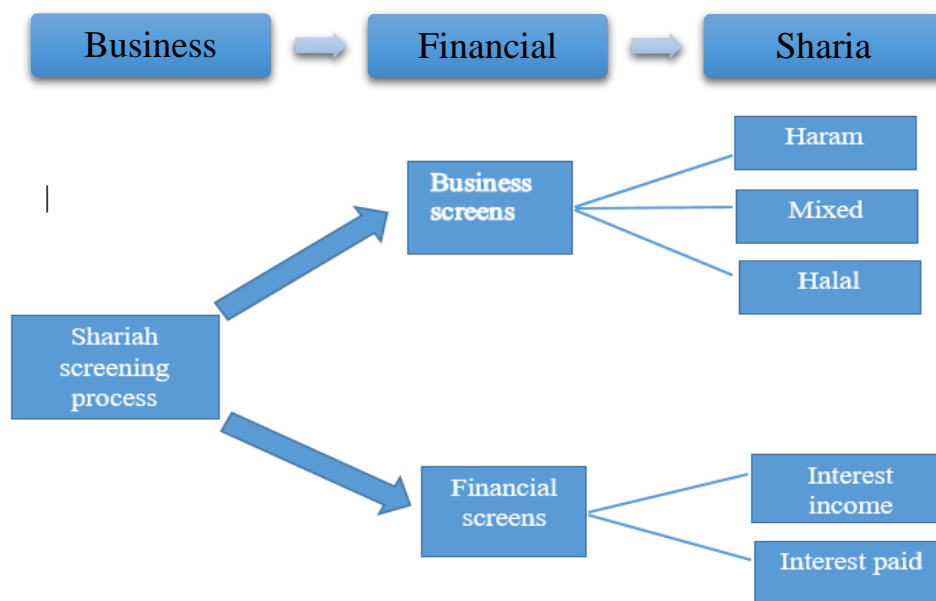 Business
Financial
Sharia
Haram
Business
screens
Mixed
Halal
Shariah
screening
process
Financial
screens
Interest
income
Interest paid